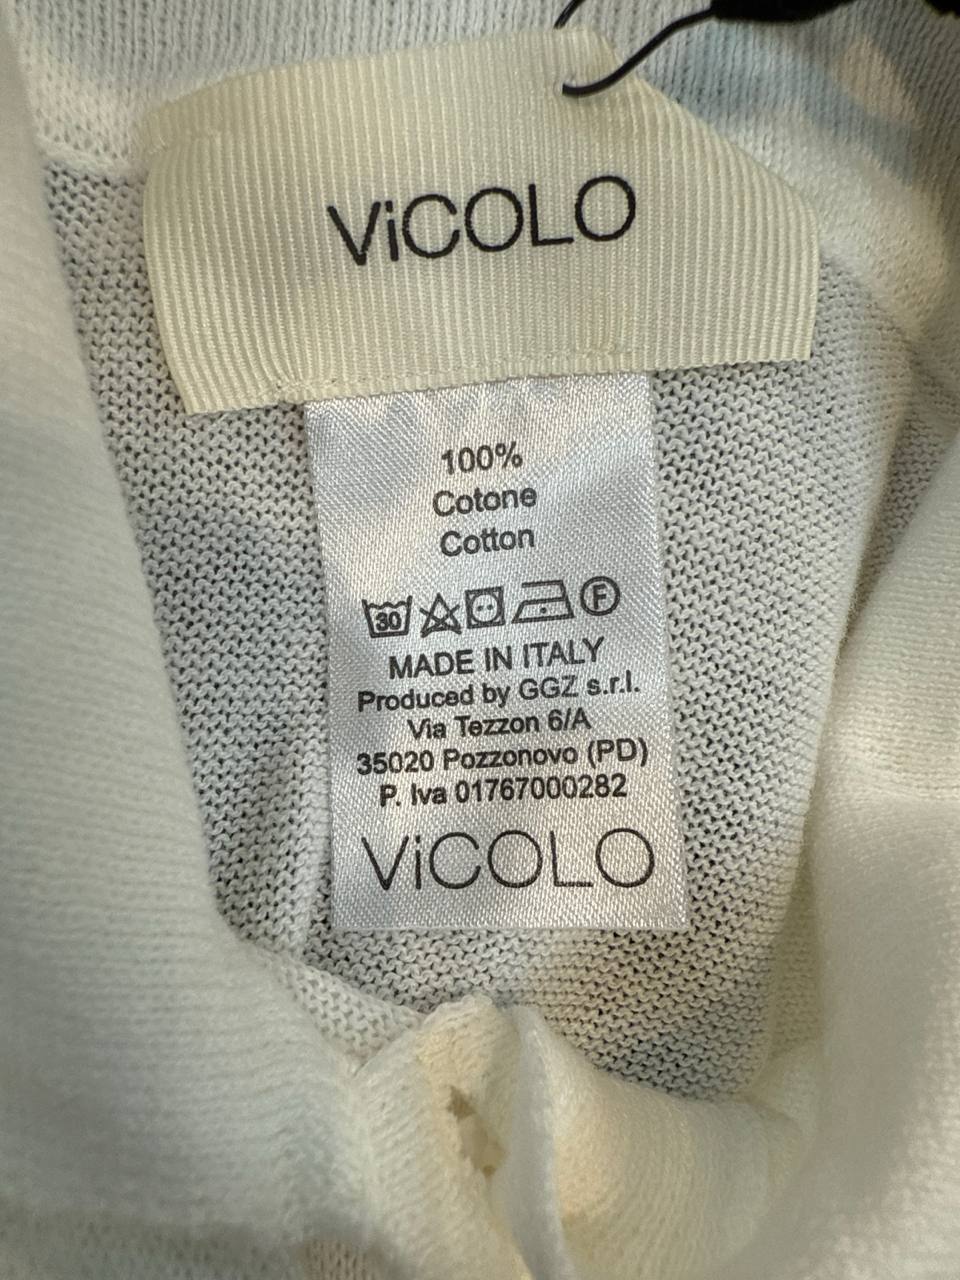 ViCOLO
100%
Cotone
Cotton
30 F
MADE IN ITALY
Produced by GGZ s.r.l.
Via Tezzon 6/A
35020 Pozzonovo (PD)
P. Iva 01767000282
ViCOLO